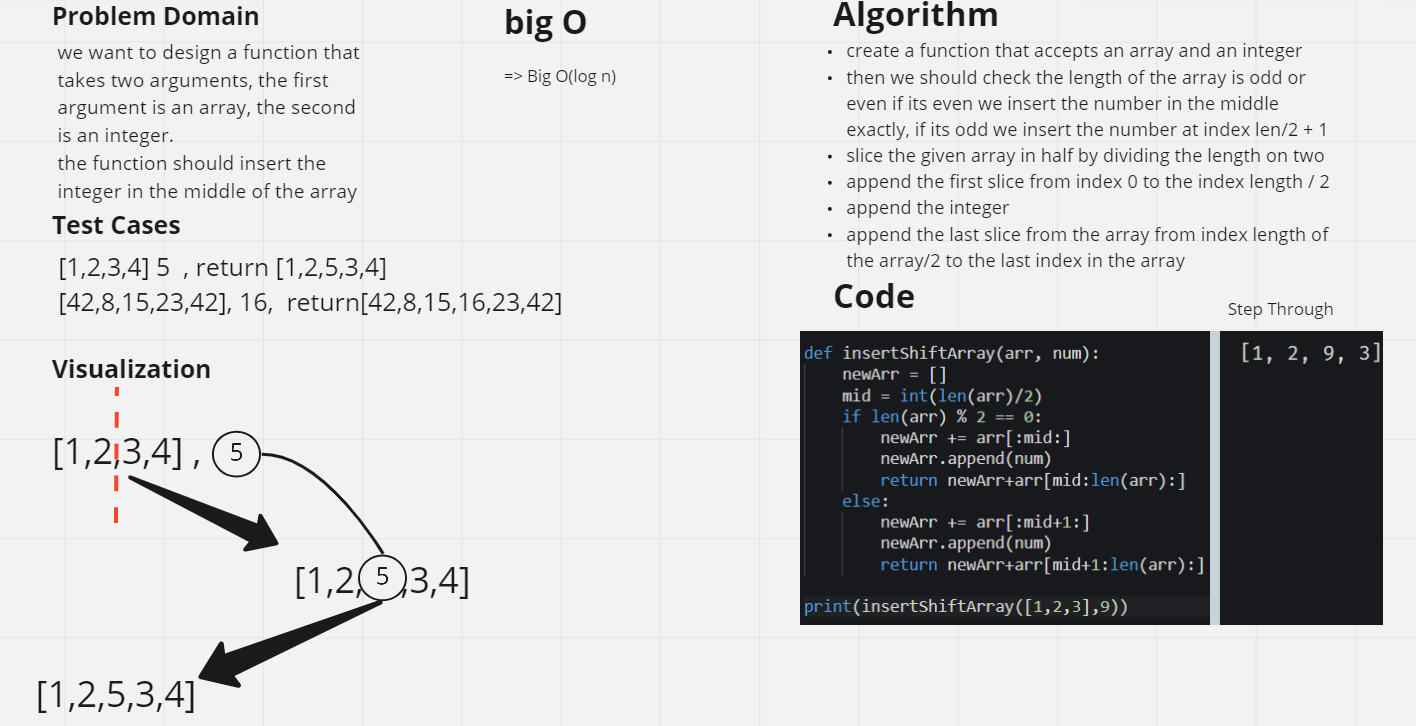 Problem Domain
we want to design a function that
takes two arguments, the first
argument is an array, the second
is an integer.
the function should insert the
integer in the middle of the array
Test Cases
[1,2,3,4] 5 , return [1,2,5,3,4]
[42,8,15,23,42], 16, return[42,8,15,16,23,42]
Visualization
[1,2,3,4] , 5
[1,2, 5 ,3,4]
[1,2,5,3,4]
big O
=> Big O(log n)
Algorithm
• create a function that accepts an array and an integer
• then we should check the length of the array is odd or
even if its even we insert the number in the middle
exactly, if its odd we insert the number at index len/2 + 1
• slice the given array in half by dividing the length on two
• append the first slice from index 0 to the index length / 2
• append the integer
• append the last slice from the array from index length of
the array/2 to the last index in the array
Code
Step Through
def insertShiftArray(arr, num):
    newArr = []
    mid = int(len(arr)/2)
    if len(arr) % 2 == 0:
        newArr += arr[:mid:]
        newArr.append(num)
        return newArr+arr[mid:len(arr):]
    else:
        newArr += arr[:mid+1:]
        newArr.append(num)
        return newArr+arr[mid+1:len(arr):]
print(insertShiftArray([1,2,3],9))
[1, 2, 9, 3]